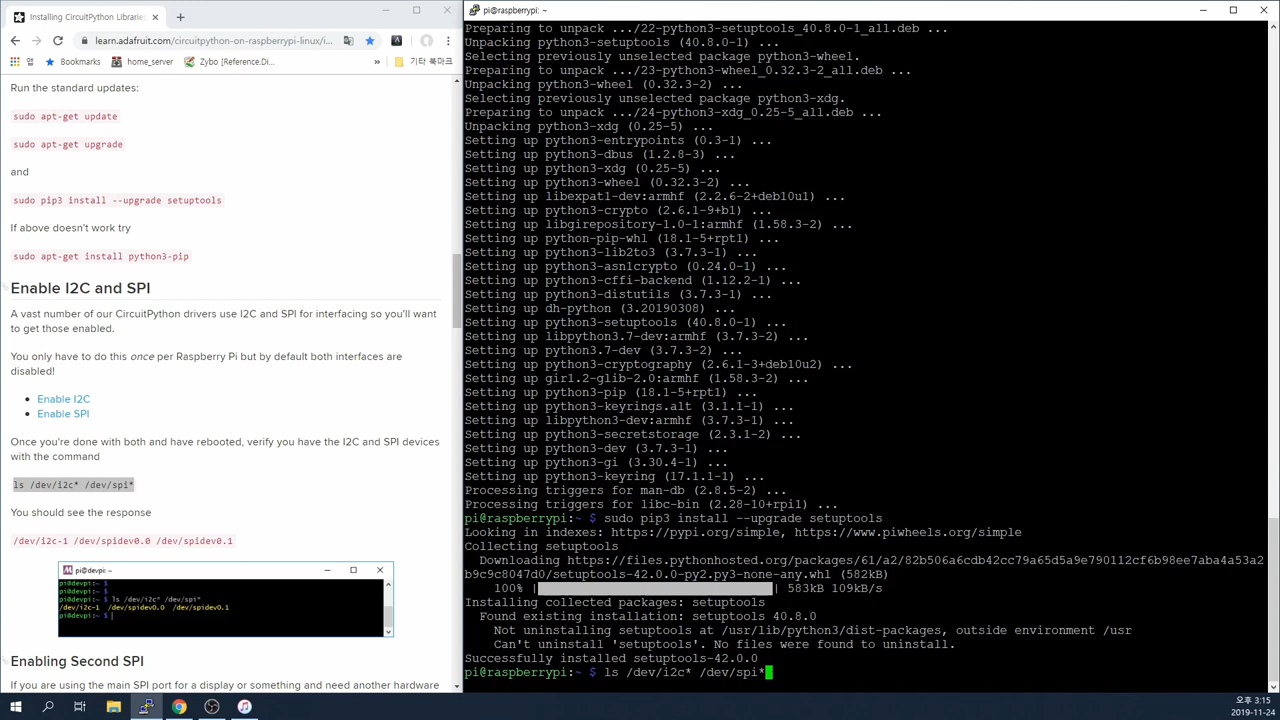 Installing CircuitPython Libraries
learn.adafruit.com/circuitpython-on-raspberrypi-linux/i...
앱
Bookmarks
home_server
Zybo [Reference.Di...
»
기타 북마크
Run the standard updates:
sudo apt-get update
sudo apt-get upgrade
and
sudo pip3 install --upgrade setuptools
If above doesn't work try
sudo apt-get install python3-pip
Enable I2C and SPI
A vast number of our CircuitPython drivers use I2C and SPI for interfacing so you'll want
to get those enabled.
You only have to do this once per Raspberry Pi but by default both interfaces are
disabled!
Enable I2C
Enable SPI
Once you're done with both and have rebooted, verify you have the I2C and SPI devices
with the command
ls /dev/i2c* /dev/spi*
You should see the response
/dev/i2c-1 /dev/spidev0.0 /dev/spidev0.1
pi@devpi: ~
pi@devpi:~ $
pi@devpi:~ $
pi@devpi:~ $ ls /dev/i2c* /dev/spi*
/dev/i2c-1 /dev/spidev0.0 /dev/spidev0.1
pi@devpi:~ $
Enabling Second SPI
If you are using the main SPI port for a display or something and need another hardware
pi@raspberrypi: ~
Preparing to unpack .../22-python3-setuptools_40.8.0-1_all.deb ...
Unpacking python3-setuptools (40.8.0-1) ...
Selecting previously unselected package python3-wheel.
Preparing to unpack .../23-python3-wheel_0.32.3-2_all.deb ...
Unpacking python3-wheel (0.32.3-2) ...
Selecting previously unselected package python3-xdg.
Preparing to unpack .../24-python3-xdg_0.25-5_all.deb ...
Unpacking python3-xdg (0.25-5) ...
Setting up python3-entrypoints (0.3-1) ...
Setting up python3-dbus (1.2.8-3) ...
Setting up python3-xdg (0.25-5) ...
Setting up python3-wheel (0.32.3-2) ...
Setting up libexpat1-dev:armhf (2.2.6-2+deb10u1) ...
Setting up python3-crypto (2.6.1-9+b1) ...
Setting up libgirepository-1.0-1:armhf (1.58.3-2) ...
Setting up python-pip-whl (18.1-5+rpt1) ...
Setting up python3-lib2to3 (3.7.3-1) ...
Setting up python3-asn1crypto (0.24.0-1) ...
Setting up python3-cffi-backend (1.12.2-1) ...
Setting up python3-distutils (3.7.3-1) ...
Setting up dh-python (3.20190308) ...
Setting up python3-setuptools (40.8.0-1) ...
Setting up libpython3.7-dev:armhf (3.7.3-2) ...
Setting up python3.7-dev (3.7.3-2) ...
Setting up python3-cryptography (2.6.1-3+deb10u2) ...
Setting up gir1.2-glib-2.0:armhf (1.58.3-2) ...
Setting up python3-pip (18.1-5+rpt1) ...
Setting up python3-keyrings.alt (3.1.1-1) ...
Setting up libpython3-dev:armhf (3.7.3-1) ...
Setting up python3-secretstorage (2.3.1-2) ...
Setting up python3-dev (3.7.3-1) ...
Setting up python3-gi (3.30.4-1) ...
Setting up python3-keyring (17.1.1-1) ...
Processing triggers for man-db (2.8.5-2) ...
Processing triggers for libc-bin (2.28-10+rpi1) ...
pi@raspberrypi:~ $ sudo pip3 install --upgrade setuptools
Looking in indexes: https://pypi.org/simple, https://www.piwheels.org/simple
Collecting setuptools
Downloading https://files.pythonhosted.org/packages/61/a2/82b506a6cdb42cc79a65d5a9e790112cf6b98ee7aba4a53a2
b9c9c8047d0/setuptools-42.0.0-py2.py3-none-any.whl (582kB)
100% | | 583kB 109kB/s
Installing collected packages: setuptools
Found existing installation: setuptools 40.8.0
Not uninstalling setuptools at /usr/lib/python3/dist-packages, outside environment /usr
Can't uninstall 'setuptools'. No files were found to uninstall.
Successfully installed setuptools-42.0.0
pi@raspberrypi:~ $ ls /dev/i2c* /dev/spi*
오후 3:15
2019-11-24